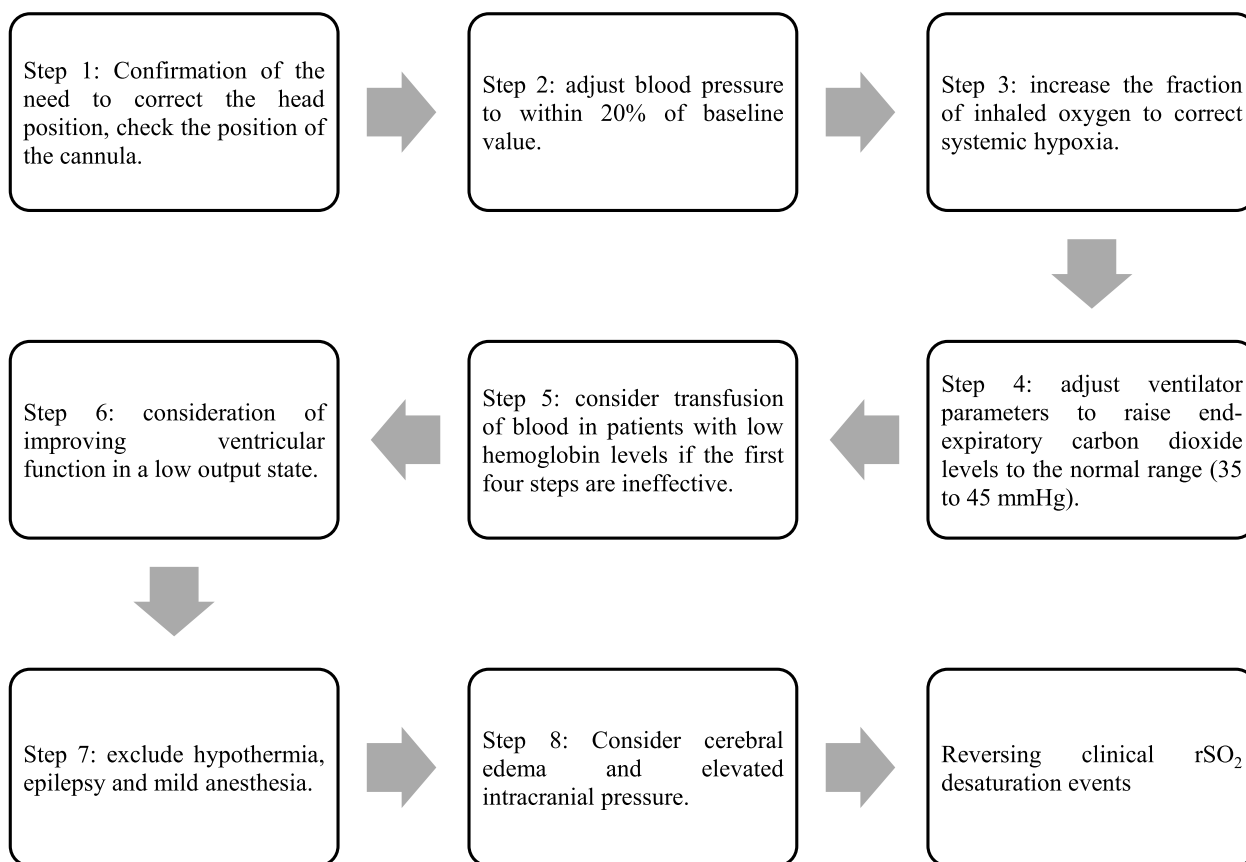 Step 1: Confirmation of the
need to correct the head
position, check the position of
the cannula.
Step 2: adjust blood pressure
to within 20% of baseline
value.
Step 3: increase the fraction
of inhaled oxygen to correct
systemic hypoxia.
Step 4: adjust ventilator
parameters to raise end-
expiratory carbon dioxide
levels to the normal range (35
to 45 mmHg).
Step 5: consider transfusion
of blood in patients with low
hemoglobin levels if the first
four steps are ineffective.
Step 6: consideration of
improving ventricular
function in a low output state.
Step 7: exclude hypothermia,
epilepsy and mild anesthesia.
Step 8: Consider cerebral
edema and elevated
intracranial pressure.
Reversing clinical rSO₂
desaturation events